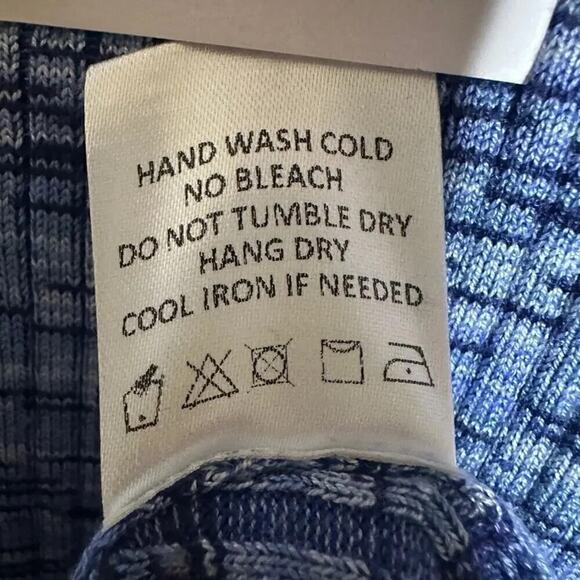 HAND WASH COLD
NO BLEACH
DO NOT TUMBLE DRY
HANG DRY
COOL IRON IF NEEDED